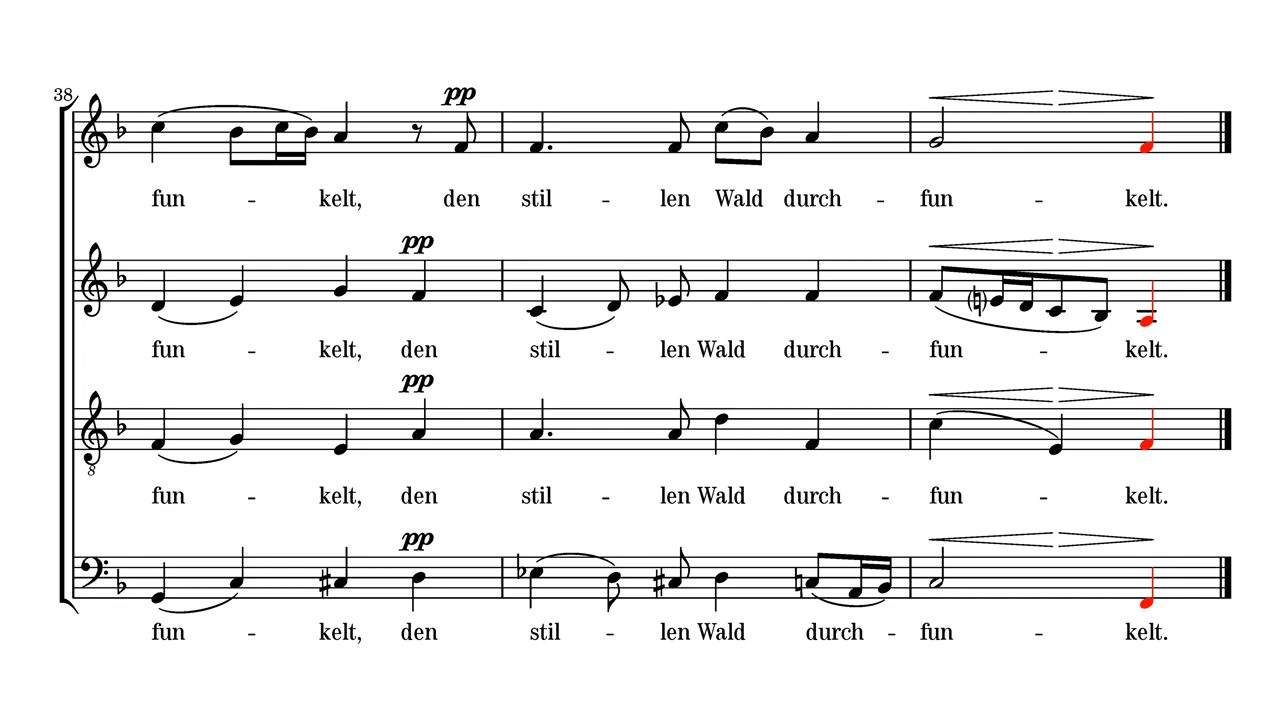 38
pp
fun - kelt, den stil - len Wald durch - fun - kelt.
pp
fun - kelt, den stil - len Wald durch - fun - kelt.
pp
8
fun - kelt, den stil - len Wald durch - fun - kelt.
pp
fun - kelt, den stil - len Wald durch - fun - kelt.